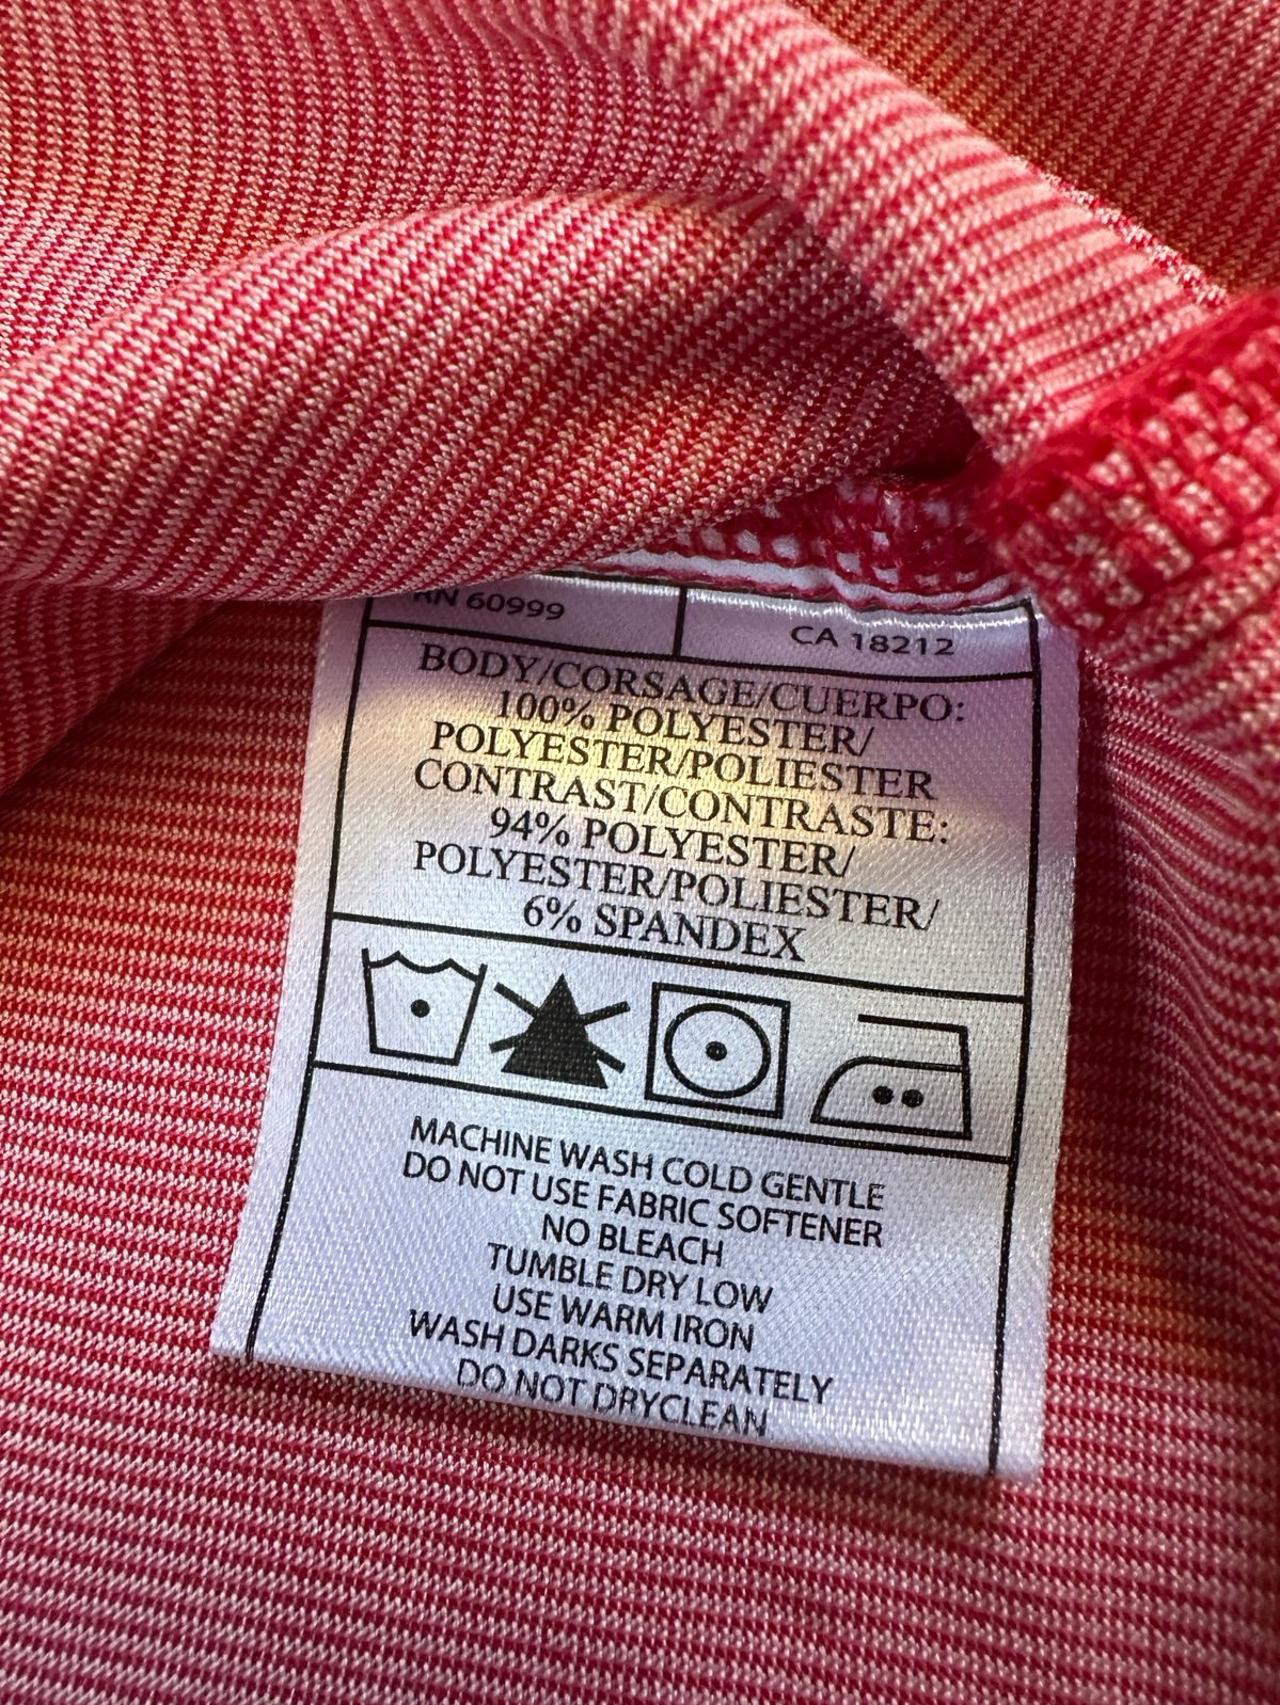 RN 60999
CA 18212
BODY/CORSAGE/CUERPO:
100% POLYESTER/
POLYESTER/POLIESTER
CONTRAST/CONTRASTE:
94% POLYESTER/
POLYESTER/POLIESTER/
6% SPANDEX
MACHINE WASH COLD GENTLE
DO NOT USE FABRIC SOFTENER
NO BLEACH
TUMBLE DRY LOW
USE WARM IRON
WASH DARKS SEPARATELY
DO NOT DRYCLEAN